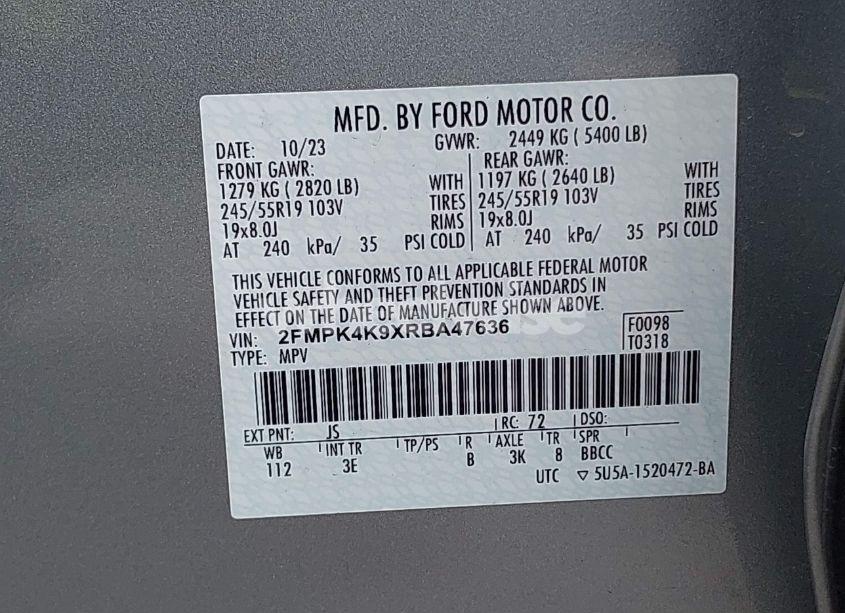 MFD. BY FORD MOTOR CO.
DATE: 10/23 GVWR: 2449 KG ( 5400 LB)
FRONT GAWR: REAR GAWR:
1279 KG ( 2820 LB) WITH 1197 KG ( 2640 LB) WITH
245/55R19 103V TIRES 245/55R19 103V TIRES
19x8.0J RIMS 19x8.0J RIMS
AT 240 kPa/ 35 PSI COLD AT 240 kPa/ 35 PSI COLD
THIS VEHICLE CONFORMS TO ALL APPLICABLE FEDERAL MOTOR
VEHICLE SAFETY AND THEFT PREVENTION STANDARDS IN
EFFECT ON THE DATE OF MANUFACTURE SHOWN ABOVE.
VIN: 2FMPK4K9XRBA47636 F0098
TYPE: MPV T0318
EXT PNT: JS RC: 72 DSO:
WB INT TR TP/PS R AXLE TR SPR
112 3E B 3K 8 BBCC
UTC ▽ 5U5A-1520472-BA